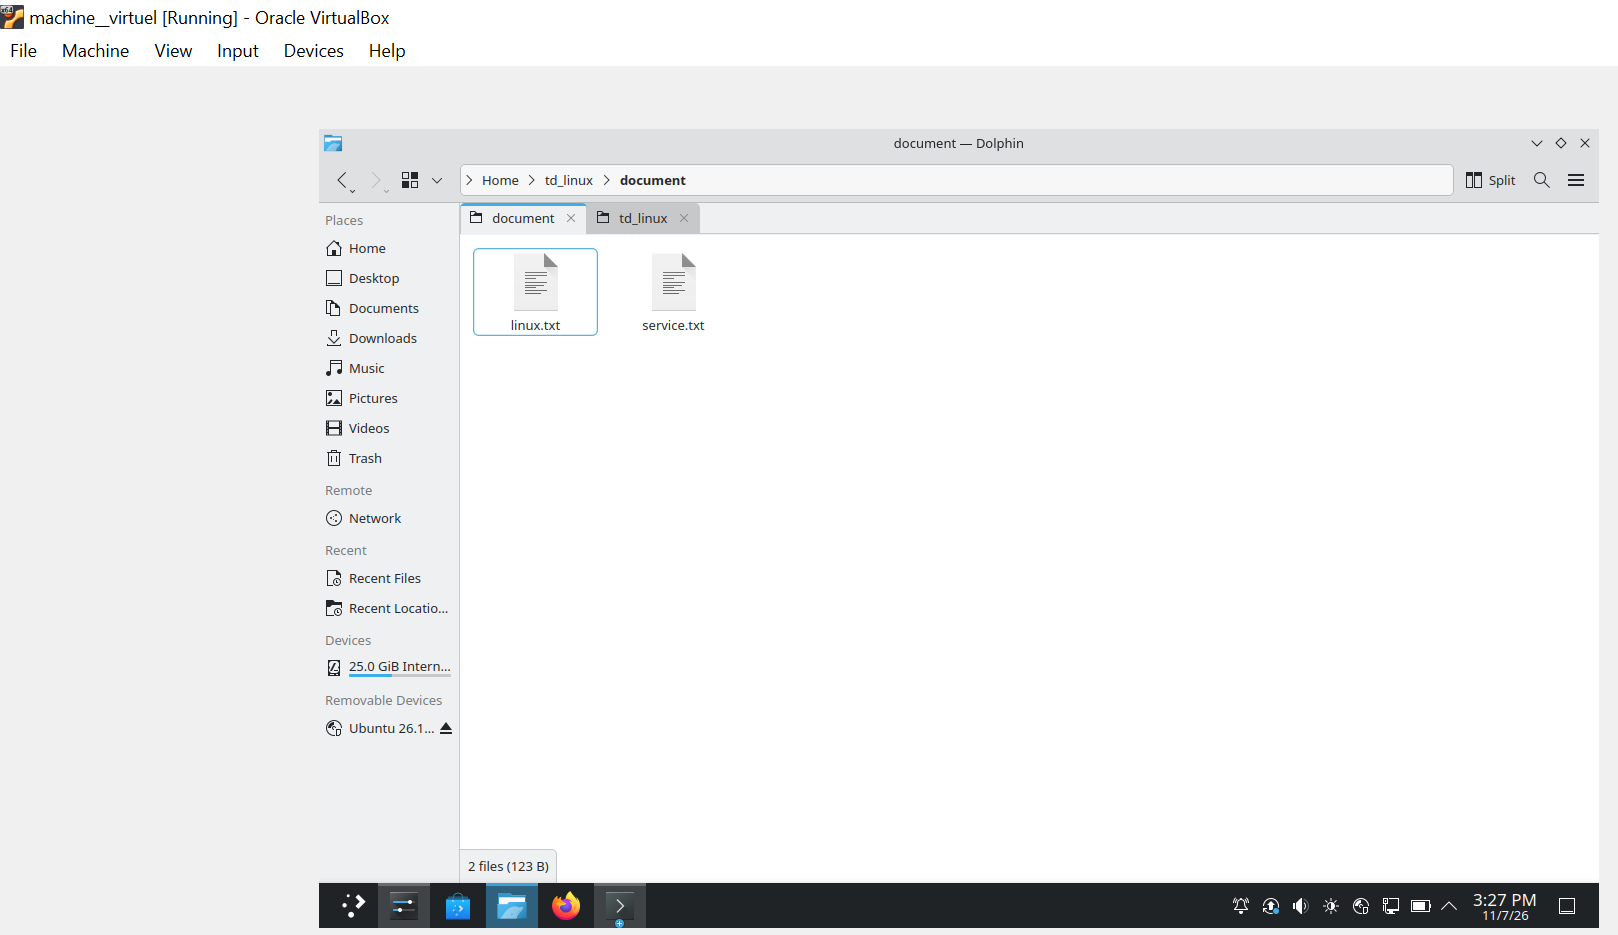 machine__virtuel [Running] - Oracle VirtualBox
File Machine View Input Devices Help
document — Dolphin
Home td_linux document
Split
document td_linux
Places
Home
Desktop
Documents
Downloads
Music
Pictures
Videos
Trash
Remote
Network
Recent
Recent Files
Recent Locatio...
Devices
25.0 GiB Intern...
Removable Devices
Ubuntu 26.1...
linux.txt
service.txt
2 files (123 B)
3:27 PM
11/7/26